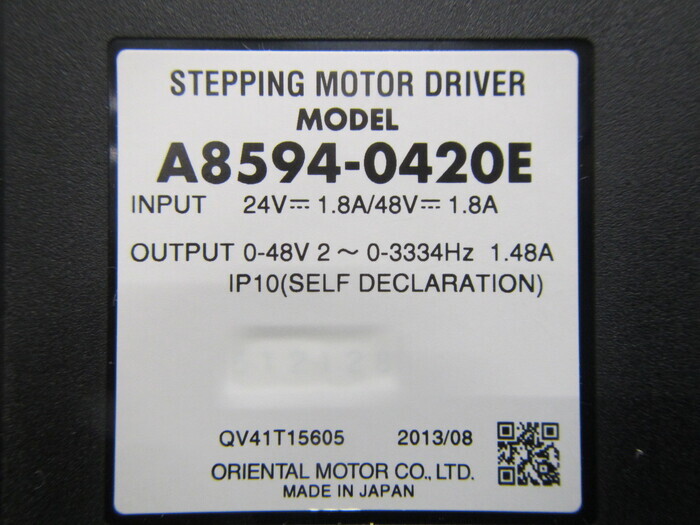 STEPPING MOTOR DRIVER
MODEL
A8594-0420E
INPUT 24V⎓ 1.8A/48V⎓ 1.8A
OUTPUT 0-48V 2～ 0-3334Hz 1.48A
IP10(SELF DECLARATION)
QV41T15605 2013/08
ORIENTAL MOTOR CO., LTD.
MADE IN JAPAN